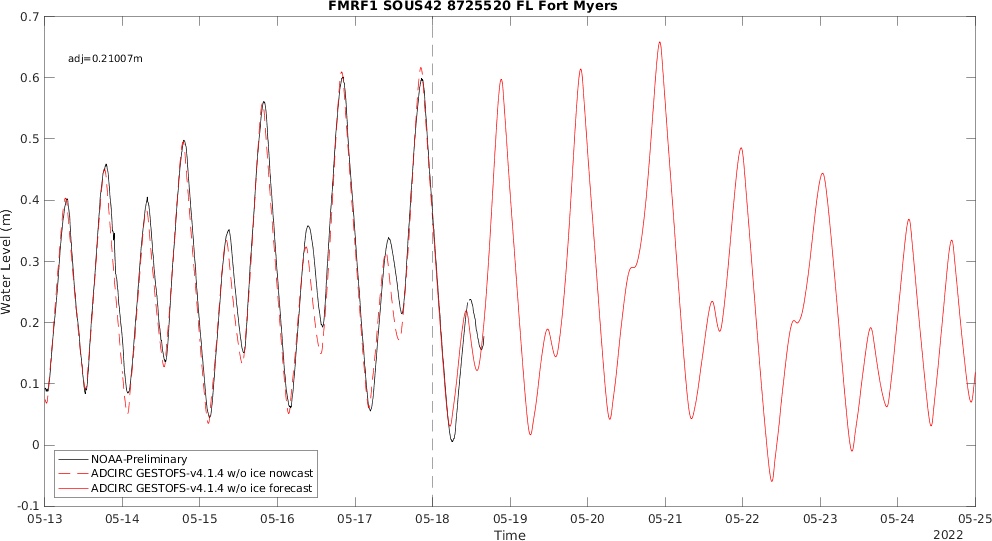 FMRF1 SOUS42 8725520 FL Fort Myers
adj=0.21007m
0.7
0.6
0.5
0.4
0.3
0.2
0.1
0
-0.1
Water Level (m)
NOAA-Preliminary
ADCIRC GESTOFS-v4.1.4 w/o ice nowcast
ADCIRC GESTOFS-v4.1.4 w/o ice forecast
05-13 05-14 05-15 05-16 05-17 05-18 05-19 05-20 05-21 05-22 05-23 05-24 05-25
Time
2022